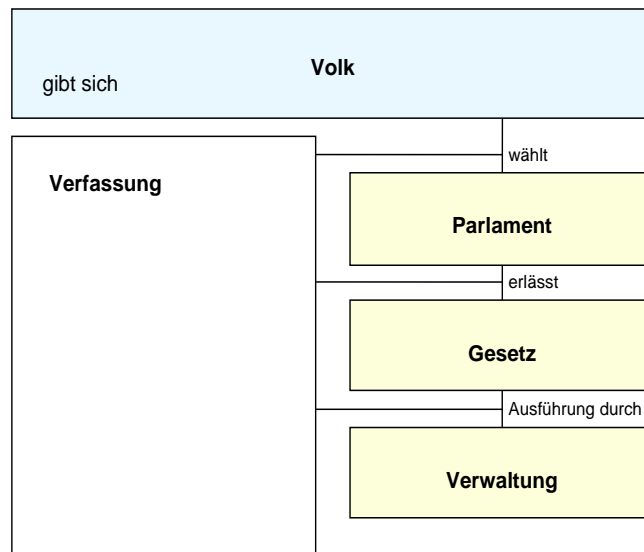 Volk
gibt sich
wählt
Verfassung
Parlament
erlässt
Gesetz
Ausführung durch
Verwaltung